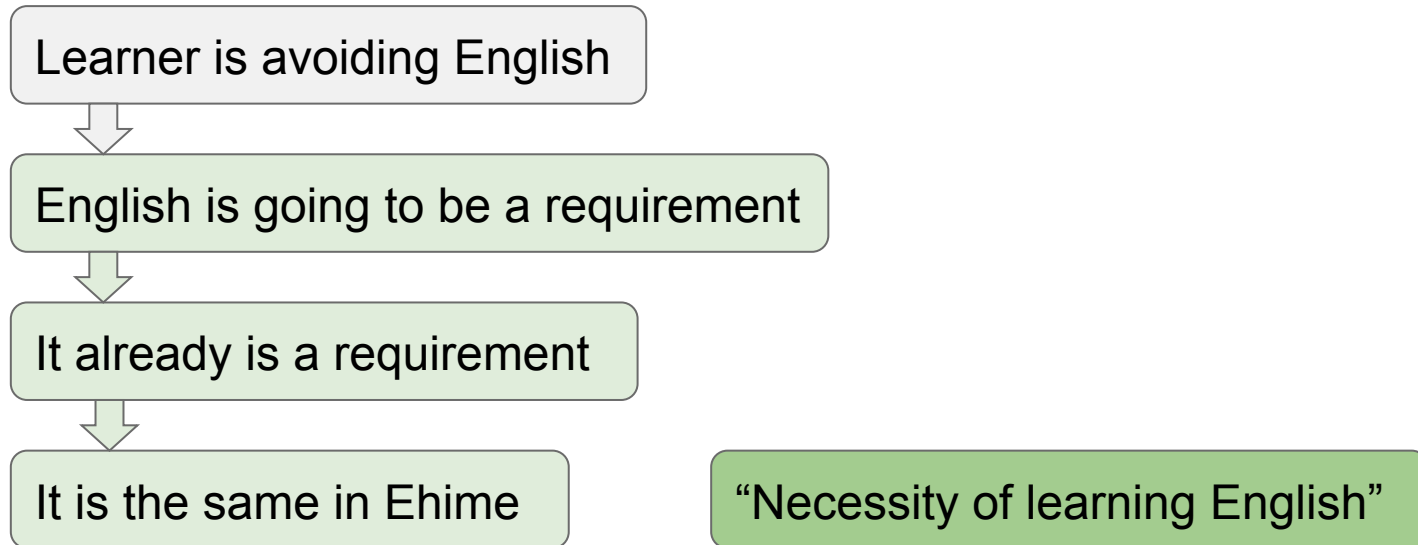 Learner is avoiding English
English is going to be a requirement
It already is a requirement
It is the same in Ehime
“Necessity of learning English”